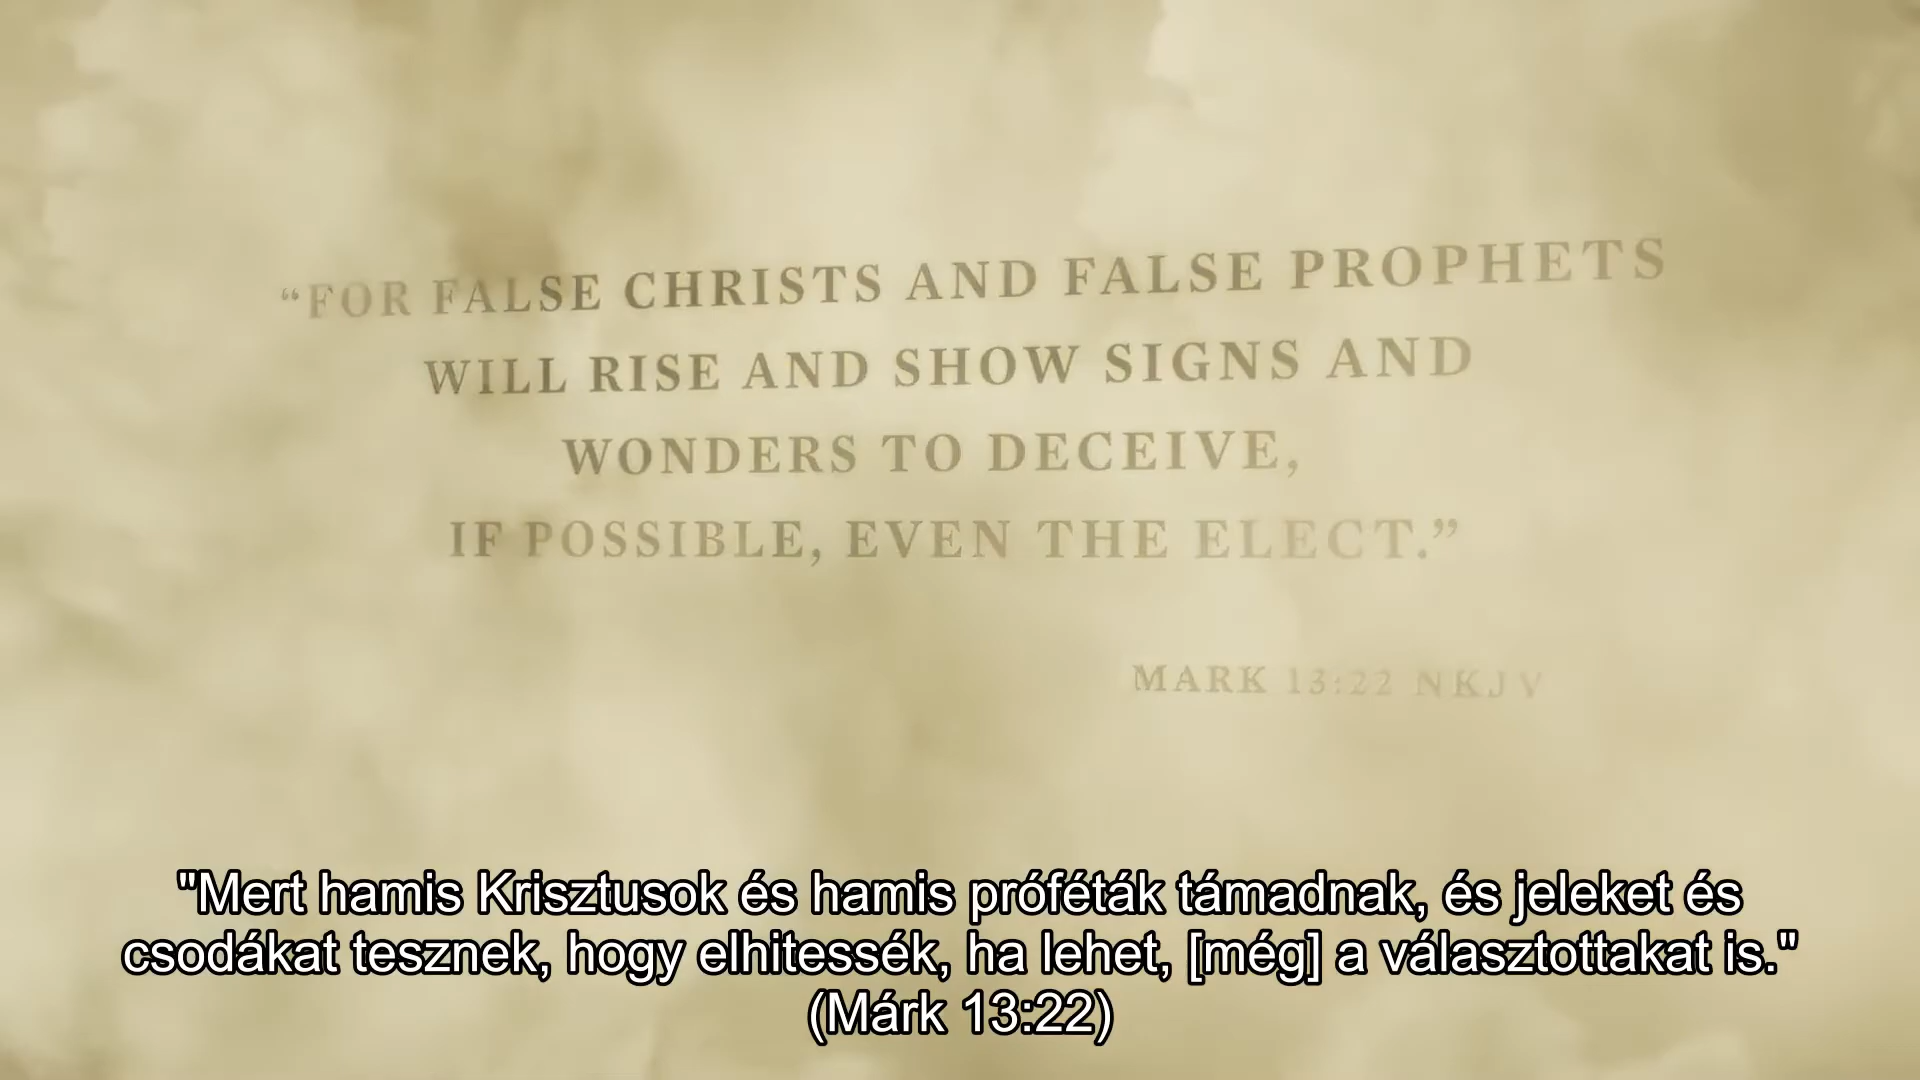 “FOR FALSE CHRISTS AND FALSE PROPHETS
WILL RISE AND SHOW SIGNS AND
WONDERS TO DECEIVE,
IF POSSIBLE, EVEN THE ELECT.”
MARK 13:22 NKJV
"Mert hamis Krisztusok és hamis próféták támadnak, és jeleket és
csodákat tesznek, hogy elhitessék, ha lehet, [még] a választottakat is."
(Márk 13:22)